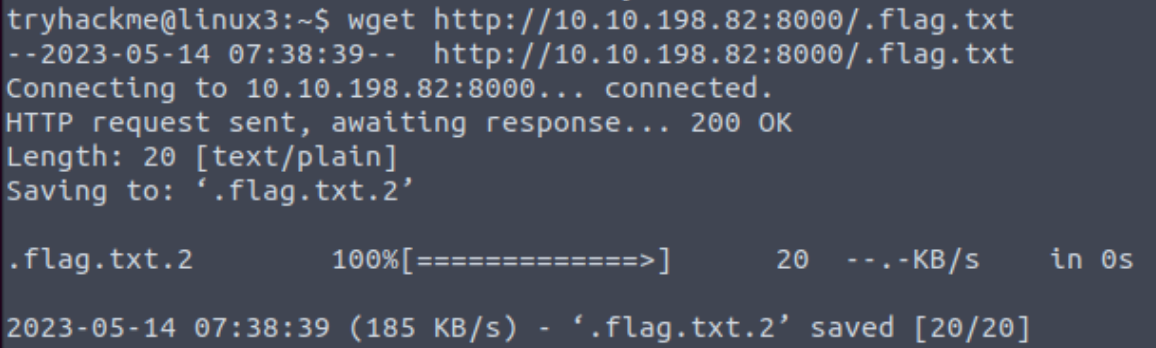 tryhackme@linux3:~$ wget http://10.10.198.82:8000/.flag.txt
--2023-05-14 07:38:39--  http://10.10.198.82:8000/.flag.txt
Connecting to 10.10.198.82:8000... connected.
HTTP request sent, awaiting response... 200 OK
Length: 20 [text/plain]
Saving to: ‘.flag.txt.2’
.flag.txt.2        100%[=============>]      20  --.-KB/s    in 0s
2023-05-14 07:38:39 (185 KB/s) - ‘.flag.txt.2’ saved [20/20]